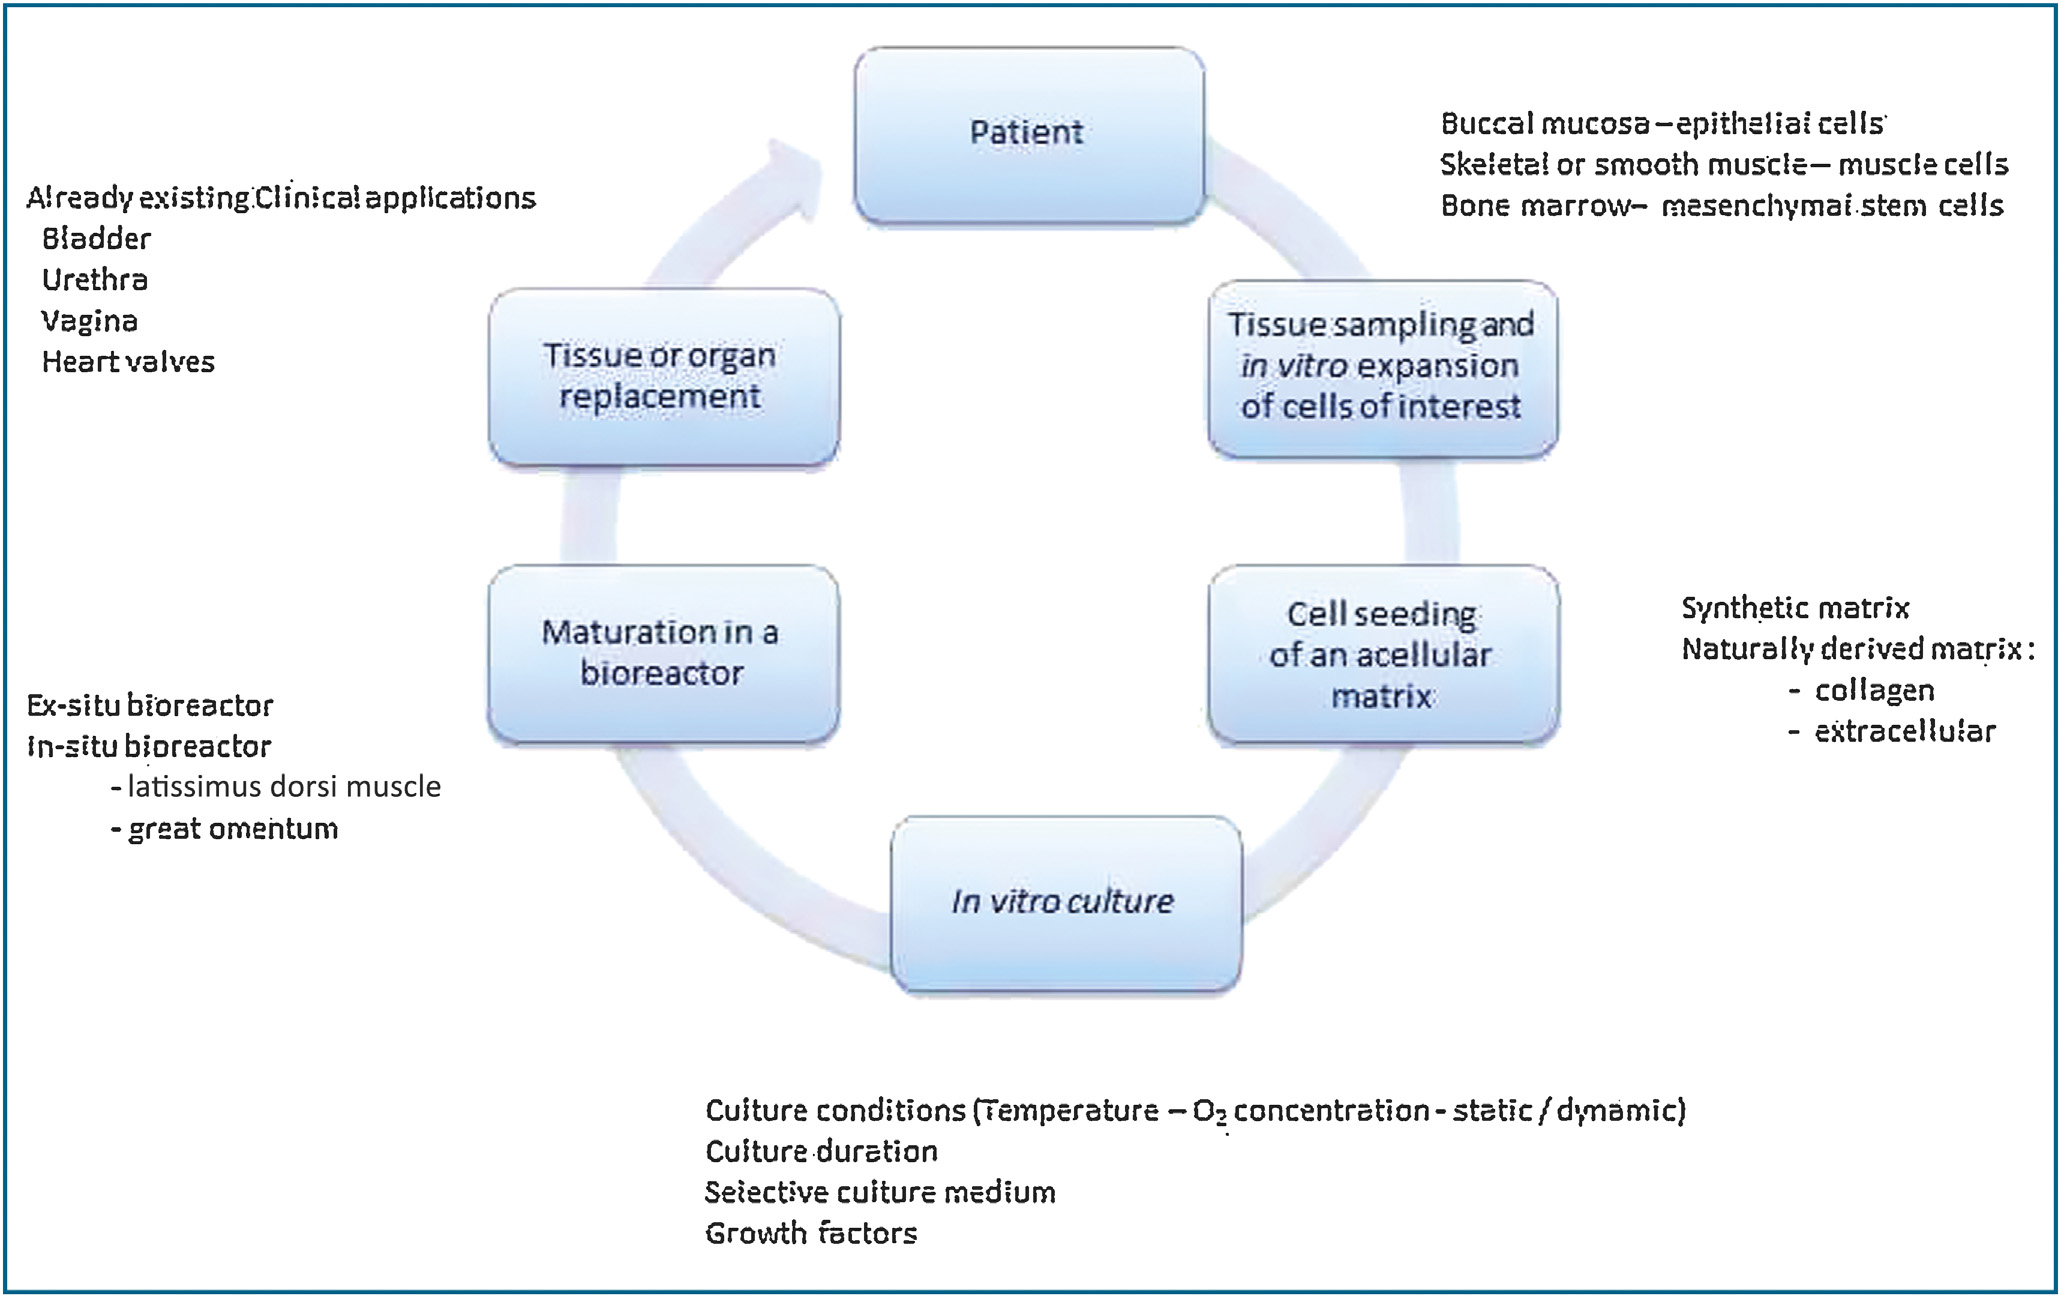 Patient
Buccal mucosa – epithelial cells
Skeletal or smooth muscle – muscle cells
Bone marrow – mesenchymal stem cells
Tissue sampling and
in vitro expansion
of cells of interest
Cell seeding
of an acellular
matrix
Synthetic matrix
Naturally derived matrix :
- collagen
- extracellular
In vitro culture
Culture conditions (Temperature – O₂ concentration - static / dynamic)
Culture duration
Selective culture medium
Growth factors
Maturation in a
bioreactor
Ex-situ bioreactor
In-situ bioreactor
- latissimus dorsi muscle
- great omentum
Tissue or organ
replacement
Already existing Clinical applications
Bladder
Urethra
Vagina
Heart valves